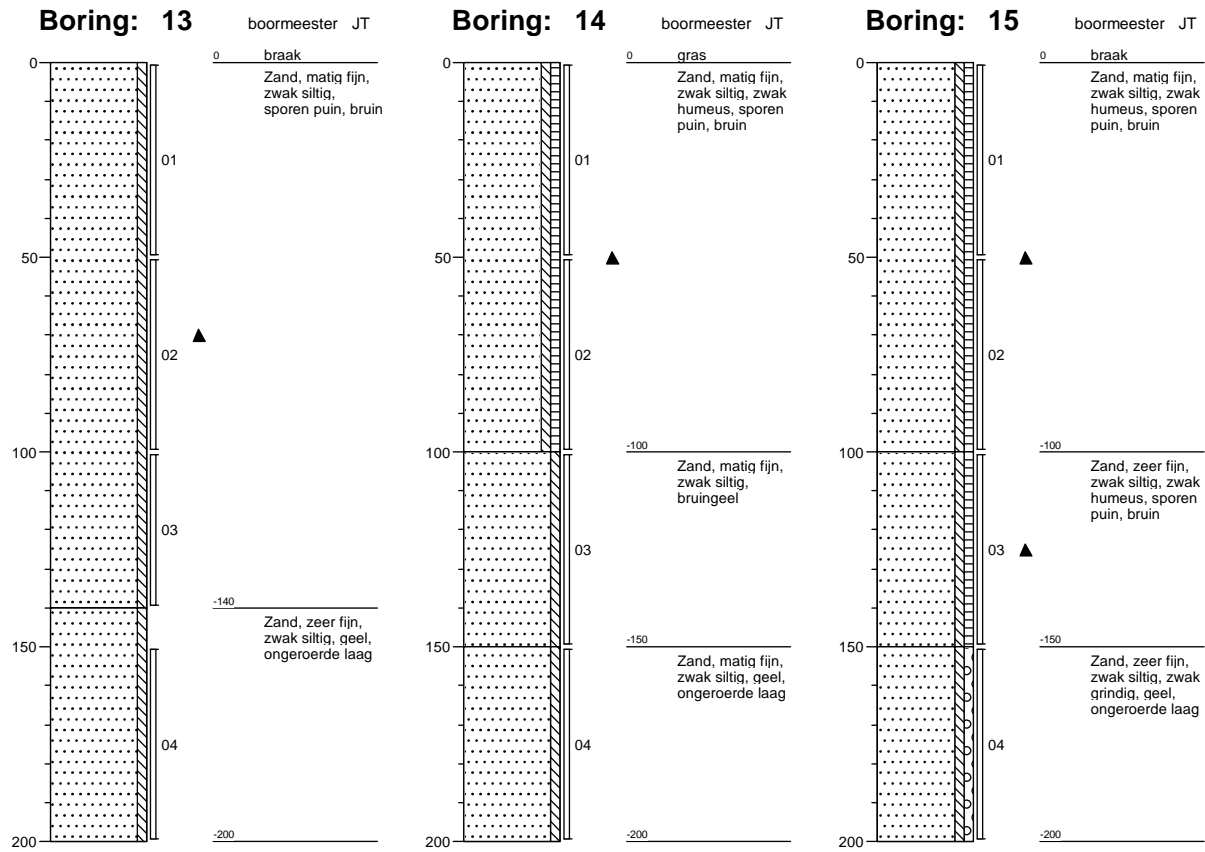 Boring: 13
boormeester JT
0
braak
0
Zand, matig fijn,
zwak siltig,
sporen puin, bruin
01
50
02
100
03
-140
Zand, zeer fijn,
zwak siltig, geel,
ongeroerde laag
150
04
-200
200
Boring: 14
boormeester JT
0
gras
0
Zand, matig fijn,
zwak siltig, zwak
humeus, sporen
puin, bruin
01
50
02
-100
100
Zand, matig fijn,
zwak siltig,
bruingeel
03
-150
150
Zand, matig fijn,
zwak siltig, geel,
ongeroerde laag
04
-200
200
Boring: 15
boormeester JT
0
braak
0
Zand, matig fijn,
zwak siltig, zwak
humeus, sporen
puin, bruin
01
50
02
-100
100
Zand, zeer fijn,
zwak siltig, zwak
humeus, sporen
puin, bruin
03
-150
150
Zand, zeer fijn,
zwak siltig, zwak
grindig, geel,
ongeroerde laag
04
-200
200